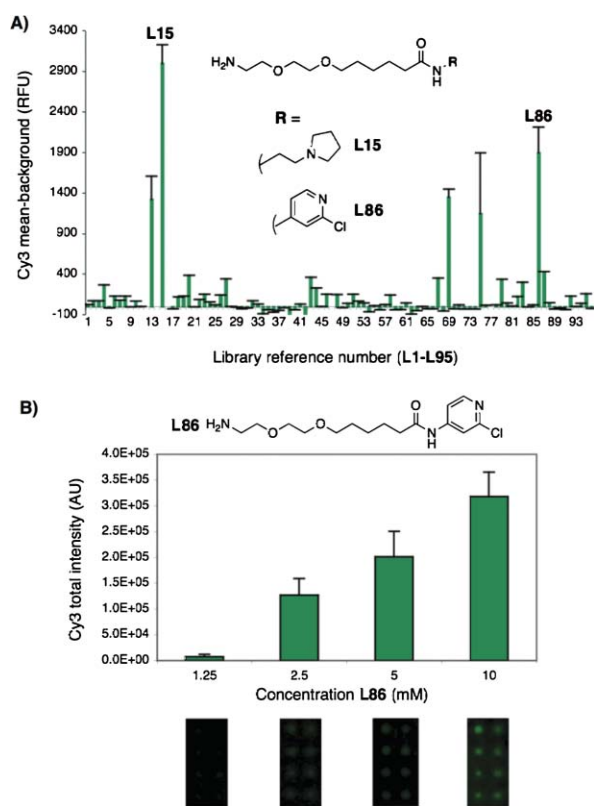 A)
L15
L86
Cy3 mean-background (RFU)
3400
2900
2400
1900
1400
900
400
-100
H2N
O
O
O
N
H
R
R =
N
L15
N
Cl
L86
1 5 9 13 17 21 25 29 33 37 41 45 49 53 57 61 65 69 73 77 81 85 89 93
Library reference number (L1-L95)
B)
L86 H2N
O
O
O
N
H
N
Cl
Cy3 total intensity (AU)
4.0E+05
3.5E+05
3.0E+05
2.5E+05
2.0E+05
1.5E+05
1.0E+05
5.0E+04
0.0E+00
1.25 2.5 5 10
Concentration L86 (mM)